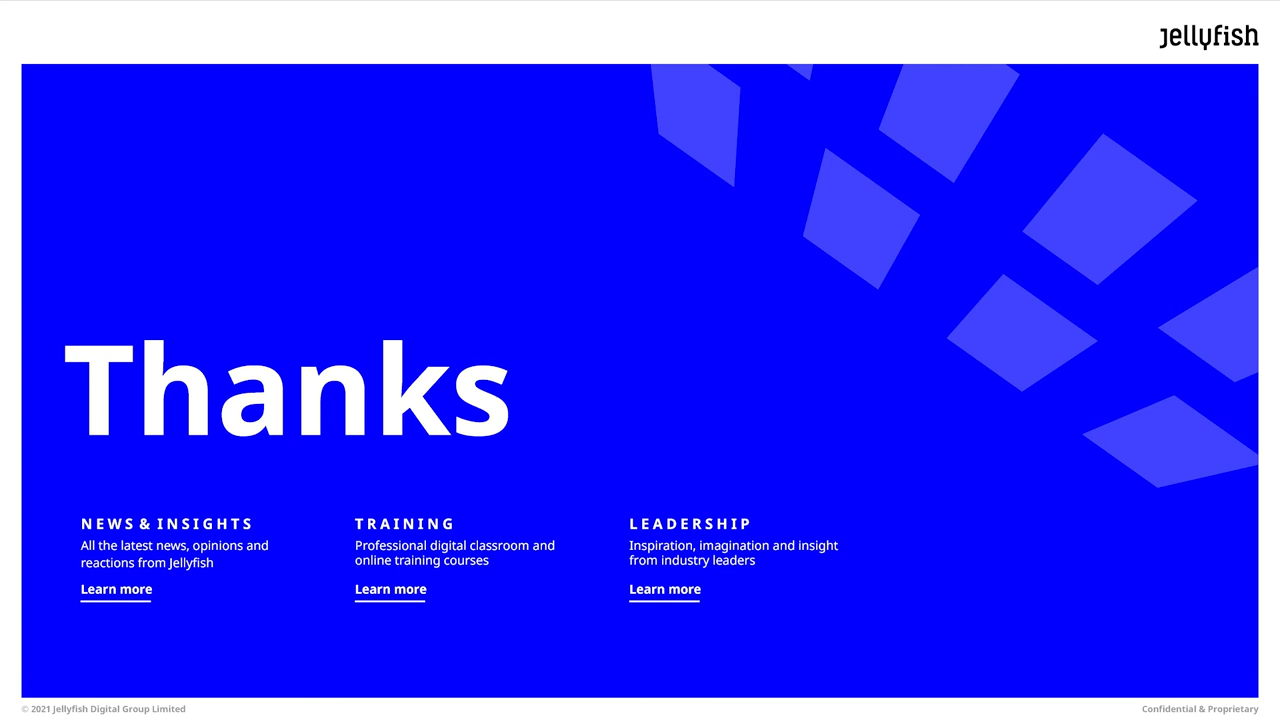 Jellyfish
Thanks
NEWS & INSIGHTS
All the latest news, opinions and
reactions from Jellyfish
Learn more
TRAINING
Professional digital classroom and
online training courses
Learn more
LEADERSHIP
Inspiration, imagination and insight
from industry leaders
Learn more
© 2021 Jellyfish Digital Group Limited
Confidential & Proprietary